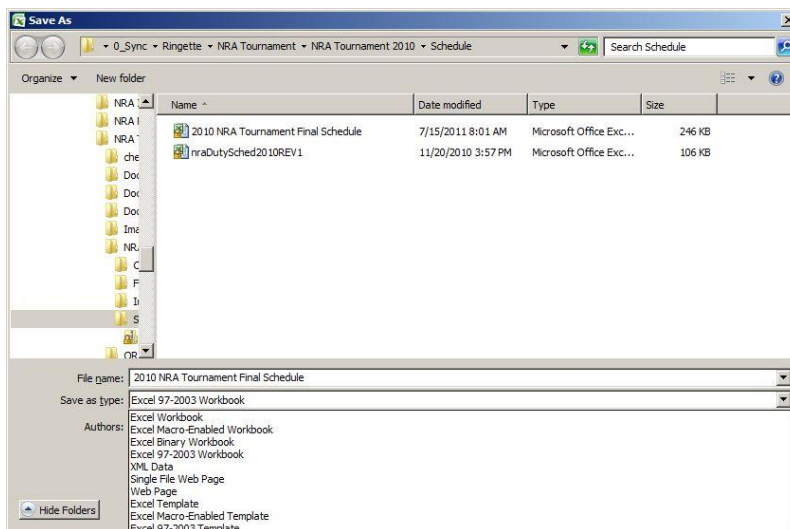 Save As
0_Sync Ringette NRA Tournament NRA Tournament 2010 Schedule
Search Schedule
Organize New folder
Name Date modified Type Size
2010 NRA Tournament Final Schedule 7/15/2011 8:01 AM Microsoft Office Exc... 246 KB
nraDutySched2010REV1 11/20/2010 3:57 PM Microsoft Office Exc... 106 KB
NRA
NRA
NRA
che
Doc
Doc
Doc
Ima
NR
C
F
S
OR
File name: 2010 NRA Tournament Final Schedule
Save as type: Excel 97-2003 Workbook
Authors:
Excel Workbook
Excel Macro-Enabled Workbook
Excel Binary Workbook
Excel 97-2003 Workbook
XML Data
Single File Web Page
Web Page
Excel Template
Excel Macro-Enabled Template
Excel 97-2003 Template
Hide Folders